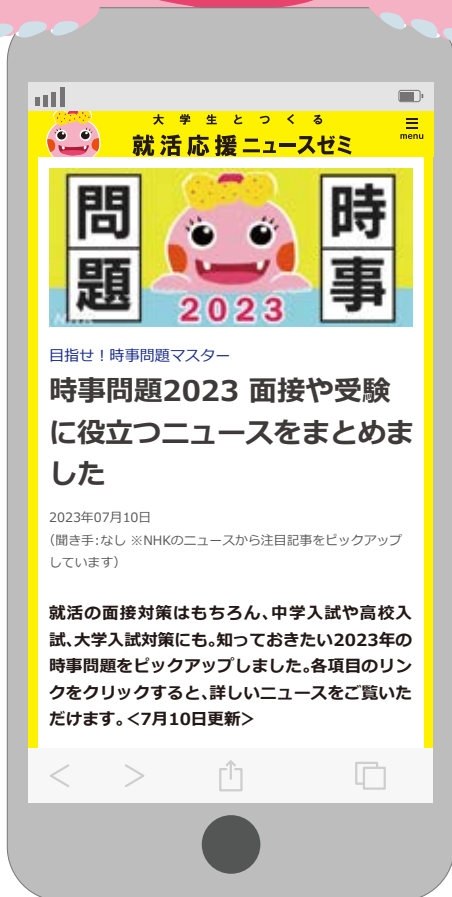 大学生とつくる
就活応援ニュースゼミ
menu
問題
時事
2023
NHK
目指せ！時事問題マスター
時事問題2023 面接や受験
に役立つニュースをまとめま
した
2023年07月10日
（聞き手：なし ※NHKのニュースから注目記事をピックアップ
しています）
就活の面接対策はもちろん、中学入試や高校入
試、大学入試対策にも。知っておきたい2023年の
時事問題をピックアップしました。各項目のリン
クをクリックすると、詳しいニュースをご覧いた
だけます。＜7月10日更新＞